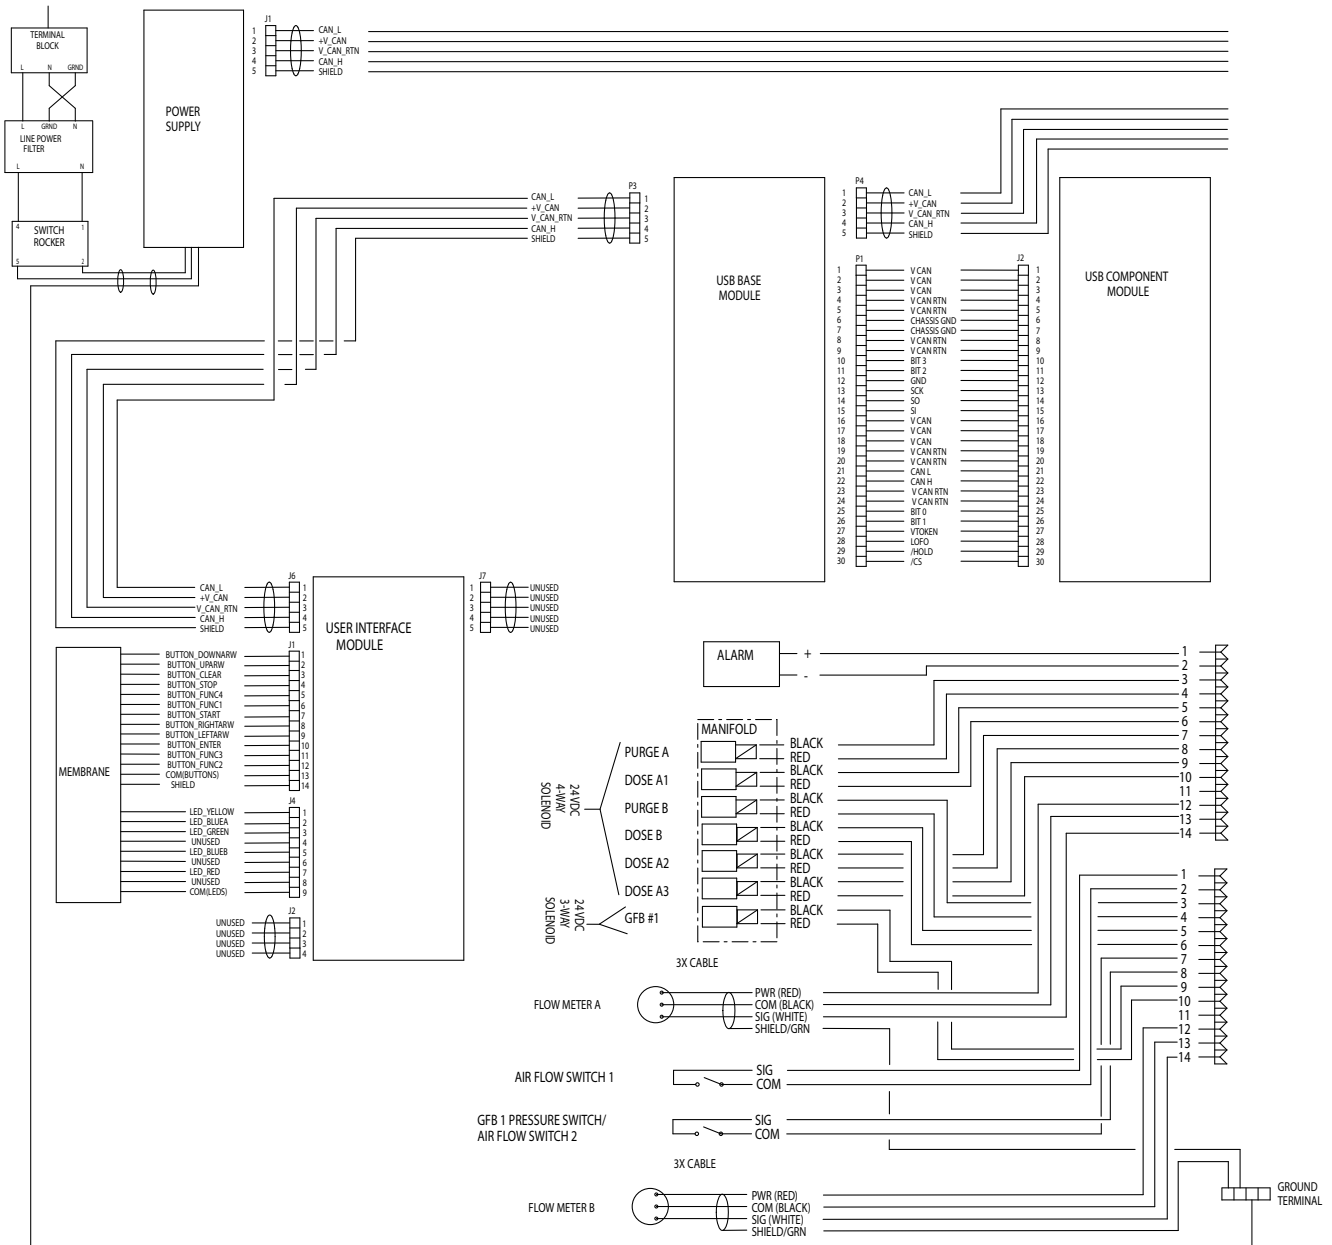 TERMINAL
BLOCK
L N GRND
L GRND N
LINE POWER
FILTER
L N
4 1
SWITCH
ROCKER
5 2
POWER
SUPPLY
J1
1 CAN_L
2 +V_CAN
3 V_CAN_RTN
4 CAN_H
5 SHIELD
P3
CAN_L 1
+V_CAN 2
V_CAN_RTN 3
CAN_H 4
SHIELD 5
USB BASE
MODULE
P4
1 CAN_L
2 +V_CAN
3 V_CAN_RTN
4 CAN_H
5 SHIELD
P1 J2
1 V CAN 1
2 V CAN 2
3 V CAN 3
4 V CAN RTN 4
5 V CAN RTN 5
6 CHASSIS GND 6
7 CHASSIS GND 7
8 V CAN RTN 8
9 V CAN RTN 9
10 BIT 3 10
11 BIT 2 11
12 GND 12
13 SCK 13
14 SO 14
15 SI 15
16 V CAN 16
17 V CAN 17
18 V CAN 18
19 V CAN RTN 19
20 V CAN RTN 20
21 CAN L 21
22 CAN H 22
23 V CAN RTN 23
24 V CAN RTN 24
25 BIT 0 25
26 BIT 1 26
27 VTOKEN 27
28 LOFO 28
29 /HOLD 29
30 /CS 30
USB COMPONENT
MODULE
J6
CAN_L 1
+V_CAN 2
V_CAN_RTN 3
CAN_H 4
SHIELD 5
USER INTERFACE
MODULE
J7
1 UNUSED
2 UNUSED
3 UNUSED
4 UNUSED
5 UNUSED
MEMBRANE
J1
BUTTON_DOWNARW 1
BUTTON_UPARW 2
BUTTON_CLEAR 3
BUTTON_STOP 4
BUTTON_FUNC4 5
BUTTON_FUNC1 6
BUTTON_START 7
BUTTON_RIGHTARW 8
BUTTON_LEFTARW 9
BUTTON_ENTER 10
BUTTON_FUNC3 11
BUTTON_FUNC2 12
COM(BUTTONS) 13
SHIELD 14
J4
LED_YELLOW 1
LED_BLUEA 2
LED_GREEN 3
UNUSED 4
LED_BLUEB 5
UNUSED 6
LED_RED 7
UNUSED 8
COM(LEDS) 9
J2
UNUSED 1
UNUSED 2
UNUSED 3
UNUSED 4
ALARM
+
-
MANIFOLD
24 VDC
4-WAY
SOLENOID
PURGE A BLACK
RED
DOSE A1 BLACK
RED
PURGE B BLACK
RED
DOSE B BLACK
RED
DOSE A2 BLACK
RED
DOSE A3 BLACK
RED
24 VDC
3-WAY
SOLENOID
GFB #1 BLACK
RED
1
2
3
4
5
6
7
8
9
10
11
12
13
14
1
2
3
4
5
6
7
8
9
10
11
12
13
14
3X CABLE
FLOW METER A
PWR (RED)
COM (BLACK)
SIG (WHITE)
SHIELD/GRN
AIR FLOW SWITCH 1
SIG
COM
GFB 1 PRESSURE SWITCH/
AIR FLOW SWITCH 2
SIG
COM
3X CABLE
FLOW METER B
PWR (RED)
COM (BLACK)
SIG (WHITE)
SHIELD/GRN
GROUND
TERMINAL